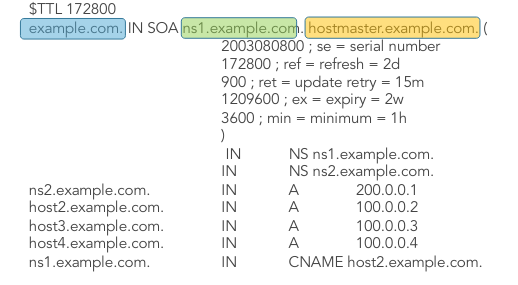 $TTL 172800
example.com. IN SOA ns1.example.com. hostmaster.example.com. (
2003080800 ; se = serial number
172800 ; ref = refresh = 2d
900 ; ret = update retry = 15m
1209600 ; ex = expiry = 2w
3600 ; min = minimum = 1h
)
IN NS ns1.example.com.
IN NS ns2.example.com.
ns2.example.com. IN A 200.0.0.1
host2.example.com. IN A 100.0.0.2
host3.example.com. IN A 100.0.0.3
host4.example.com. IN A 100.0.0.4
ns1.example.com. IN CNAME host2.example.com.